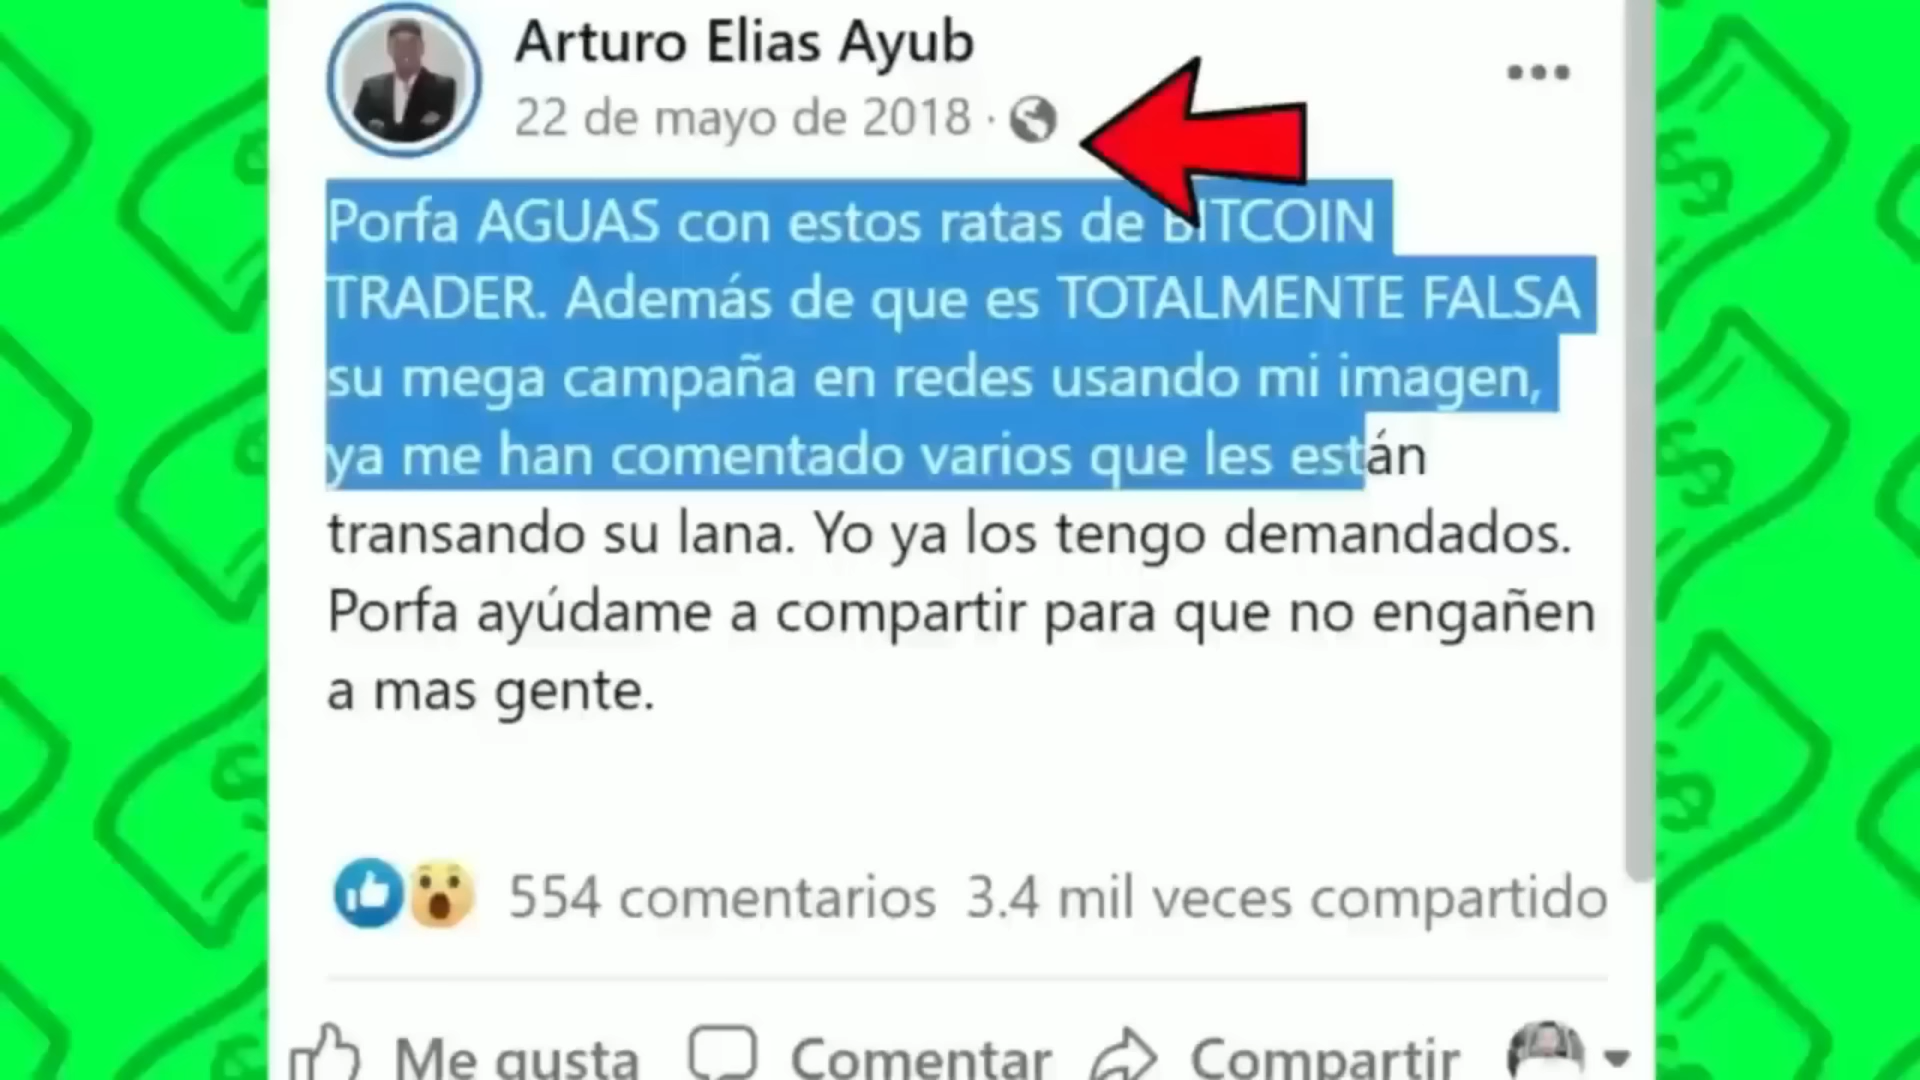 Arturo Elias Ayub
22 de mayo de 2018 ·
Porfa AGUAS con estos ratas de BITCOIN
TRADER. Además de que es TOTALMENTE FALSA
su mega campaña en redes usando mi imagen,
ya me han comentado varios que les están
transando su lana. Yo ya los tengo demandados.
Porfa ayúdame a compartir para que no engañen
a mas gente.
554 comentarios 3.4 mil veces compartido
Me gusta Comentar Compartir